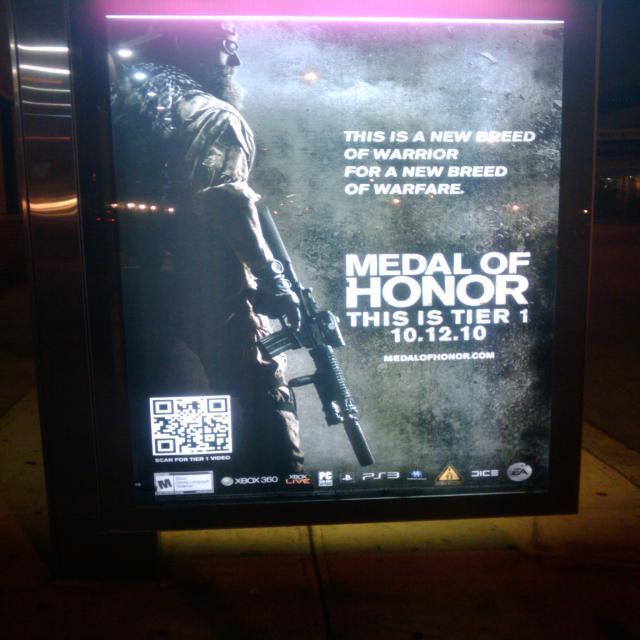 THIS IS A NEW BREED
OF WARRIOR
FOR A NEW BREED
OF WARFARE.
MEDAL OF
HONOR
THIS IS TIER 1
10.12.10
MEDALOFHONOR.COM
SCAN FOR TIER 1 VIDEO
M
XBOX 360
LIVE
PC
PS3
DICE
EA